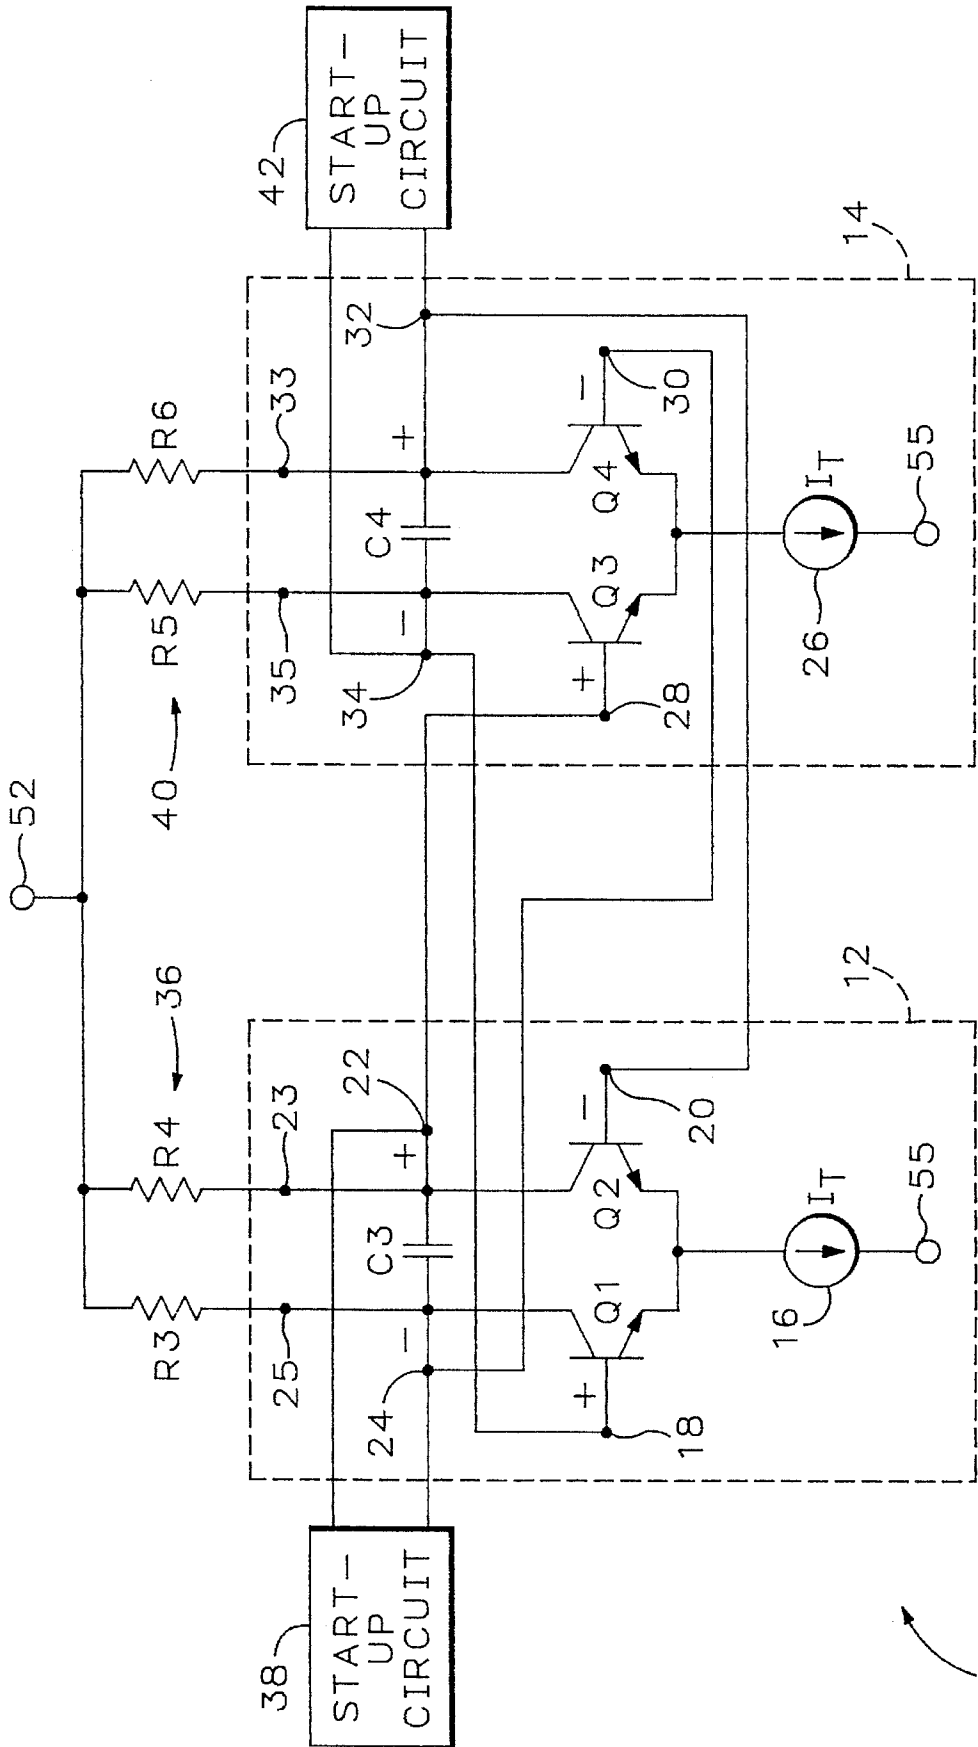 52
36
40
R3
R4
R5
R6
38
START-
UP
CIRCUIT
42
START-
UP
CIRCUIT
25
23
35
33
24
22
34
32
-
C3
+
-
C4
+
12
14
+
Q1
Q2
-
+
Q3
Q4
-
18
20
28
30
16
IT
55
26
IT
55